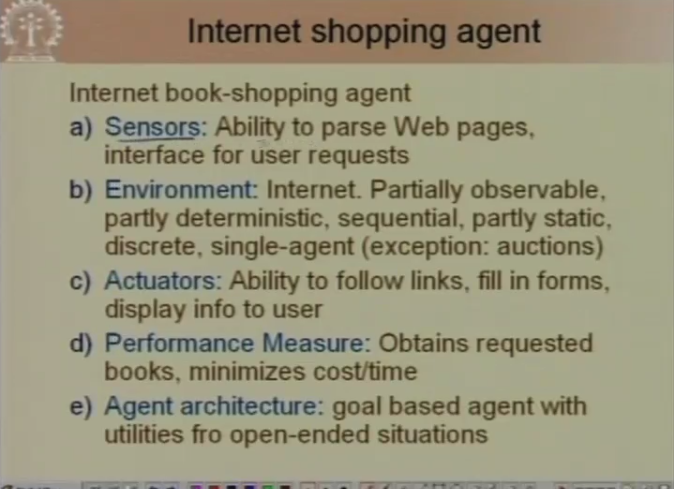 Internet shopping agent
Internet book-shopping agent
a) Sensors: Ability to parse Web pages,
interface for user requests
b) Environment: Internet. Partially observable,
partly deterministic, sequential, partly static,
discrete, single-agent (exception: auctions)
c) Actuators: Ability to follow links, fill in forms,
display info to user
d) Performance Measure: Obtains requested
books, minimizes cost/time
e) Agent architecture: goal based agent with
utilities fro open-ended situations